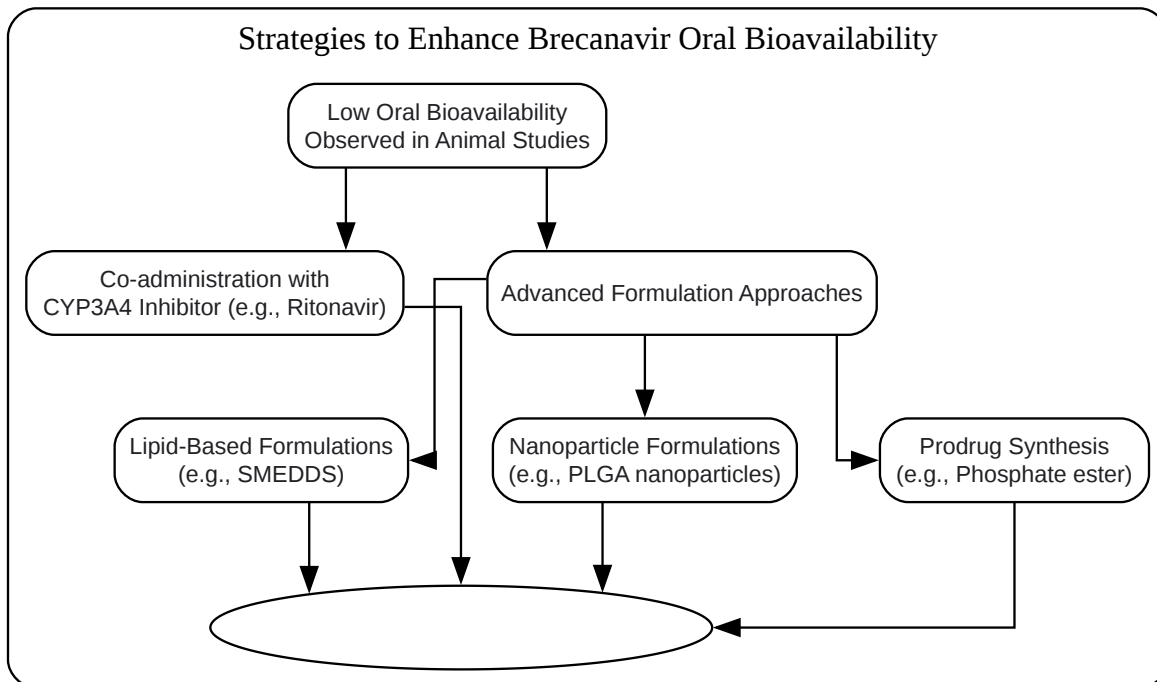 Strategies to Enhance Brecanavir Oral Bioavailability
Low Oral Bioavailability
Observed in Animal Studies
Co-administration with
CYP3A4 Inhibitor (e.g., Ritonavir)
Advanced Formulation Approaches
Lipid-Based Formulations
(e.g., SMEDDS)
Nanoparticle Formulations
(e.g., PLGA nanoparticles)
Prodrug Synthesis
(e.g., Phosphate ester)